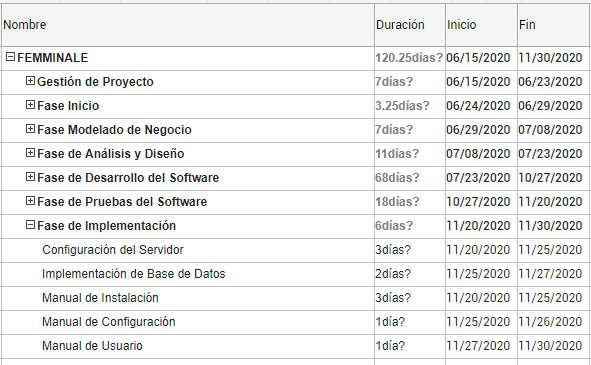 Nombre Duración Inicio Fin
FEMMINALE 120.25días? 06/15/2020 11/30/2020
Gestión de Proyecto 7días? 06/15/2020 06/23/2020
Fase Inicio 3.25días? 06/24/2020 06/29/2020
Fase Modelado de Negocio 7días? 06/29/2020 07/08/2020
Fase de Análisis y Diseño 11días? 07/08/2020 07/23/2020
Fase de Desarrollo del Software 68días? 07/23/2020 10/27/2020
Fase de Pruebas del Software 18días? 10/27/2020 11/20/2020
Fase de Implementación 6días? 11/20/2020 11/30/2020
Configuración del Servidor 3días? 11/20/2020 11/25/2020
Implementación de Base de Datos 2días? 11/25/2020 11/27/2020
Manual de Instalación 3días? 11/20/2020 11/25/2020
Manual de Configuración 1día? 11/25/2020 11/26/2020
Manual de Usuario 1día? 11/27/2020 11/30/2020